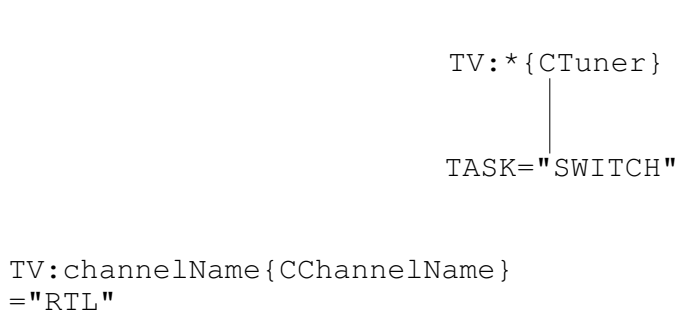 TV:*{CTuner}
TASK="SWITCH"
TV:channelName{CChannelName}
="RTL"